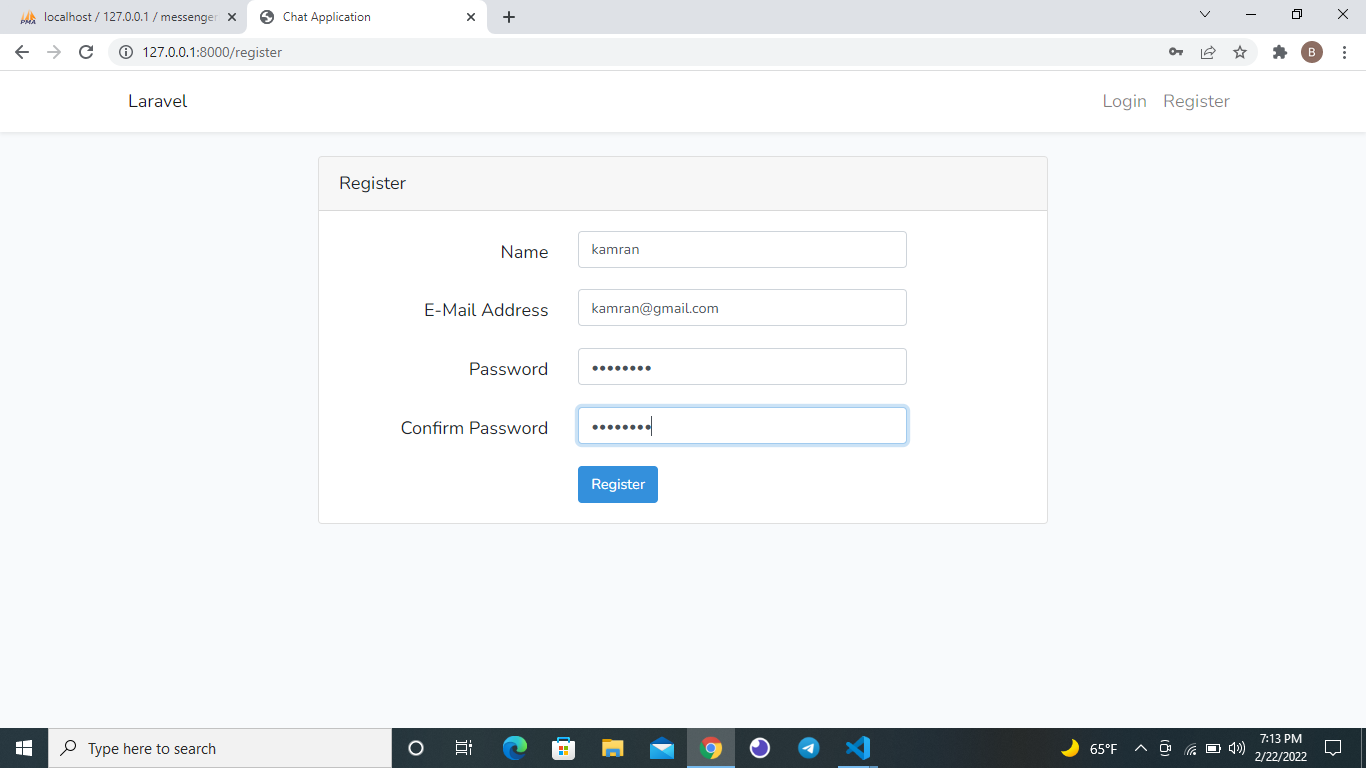 localhost / 127.0.0.1 / messenger
Chat Application
127.0.0.1:8000/register
B
Laravel
Login Register
Register
Name
kamran
E-Mail Address
kamran@gmail.com
Password
••••••••
Confirm Password
••••••••
Register
Type here to search
65°F
7:13 PM
2/22/2022